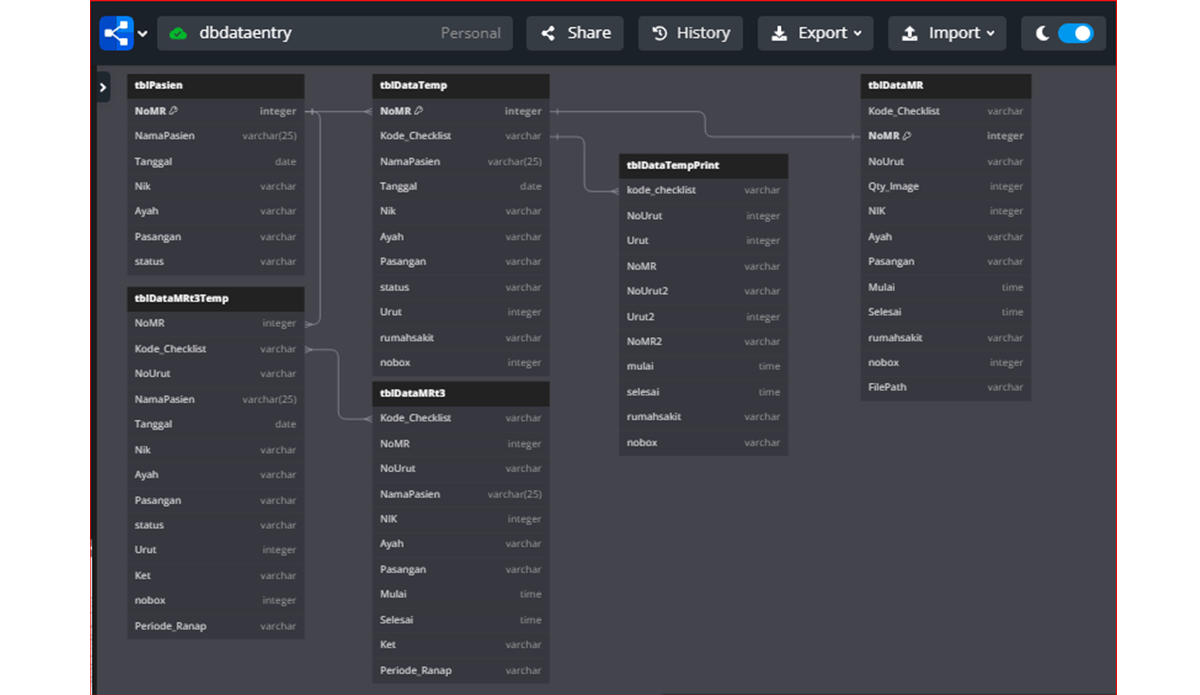 dbdataentry Personal Share History Export Import
tblPasien
NoMR integer
NamaPasien varchar(25)
Tanggal date
Nik varchar
Ayah varchar
Pasangan varchar
status varchar
tblDataMRt3Temp
NoMR integer
Kode_Checklist varchar
NoUrut varchar
NamaPasien varchar(25)
Tanggal date
Nik varchar
Ayah varchar
Pasangan varchar
status varchar
Urut integer
Ket varchar
nobox integer
Periode_Ranap varchar
tblDataTemp
NoMR integer
Kode_Checklist varchar
NamaPasien varchar(25)
Tanggal date
Nik varchar
Ayah varchar
Pasangan varchar
status varchar
Urut integer
rumahsakit varchar
nobox integer
tblDataMRt3
Kode_Checklist varchar
NoMR integer
NoUrut varchar
NamaPasien varchar(25)
NIK integer
Ayah varchar
Pasangan varchar
Mulai time
Selesai time
Ket varchar
Periode_Ranap varchar
tblDataTempPrint
kode_checklist varchar
NoUrut integer
Urut integer
NoMR varchar
NoUrut2 varchar
Urut2 integer
NoMR2 varchar
mulai time
selesai time
rumahsakit varchar
nobox varchar
tblDataMR
Kode_Checklist varchar
NoMR integer
NoUrut varchar
Qty_Image integer
NIK integer
Ayah varchar
Pasangan varchar
Mulai time
Selesai time
rumahsakit varchar
nobox integer
FilePath varchar